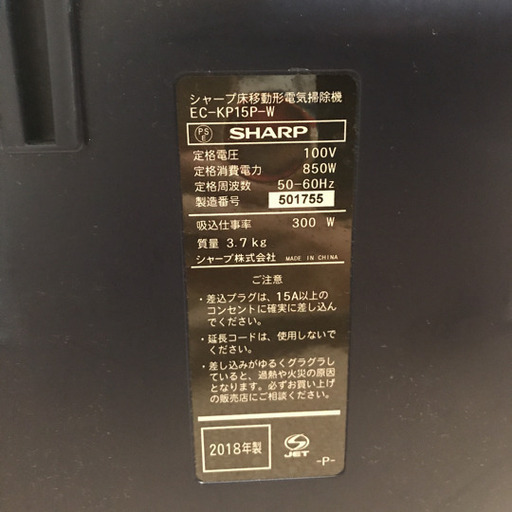 シャープ床移動形電気掃除機
EC-KP15P-W
PS E SHARP
定格電圧 100V
定格消費電力 850W
定格周波数 50-60Hz
製造番号 501755
吸込仕事率 300 W
質量 3.7kg
シャープ株式会社 MADE IN CHINA
ご注意
・差込プラグは、15A以上の
コンセントに確実に差し込ん
でください。
・延長コードは、使用しないで
ください。
・差し込みがゆるくグラグラし
ていると、過熱や火災の原因
となります。必ずお買い上げ
の販売店にご相談ください。
2018年製 JET -P-